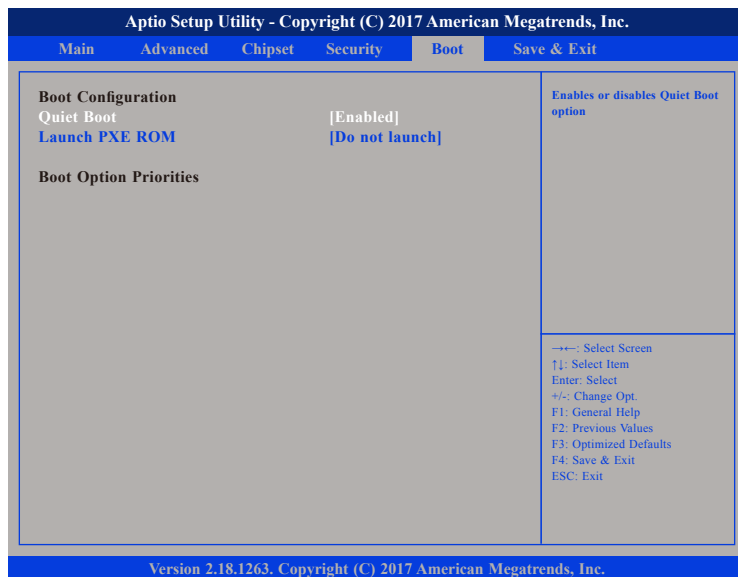 Aptio Setup Utility - Copyright (C) 2017 American Megatrends, Inc.
Main Advanced Chipset Security Boot Save & Exit
Boot Configuration
Quiet Boot [Enabled]
Launch PXE ROM [Do not launch]
Boot Option Priorities
Enables or disables Quiet Boot
option
→←: Select Screen
↑↓: Select Item
Enter: Select
+/-: Change Opt.
F1: General Help
F2: Previous Values
F3: Optimized Defaults
F4: Save & Exit
ESC: Exit
Version 2.18.1263. Copyright (C) 2017 American Megatrends, Inc.